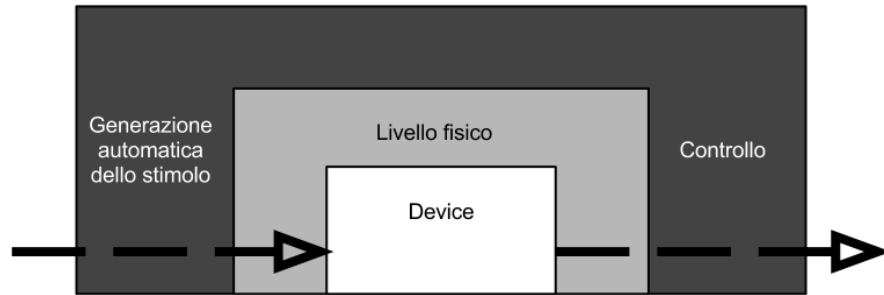 Generazione
automatica
dello stimolo
Livello fisico
Controllo
Device